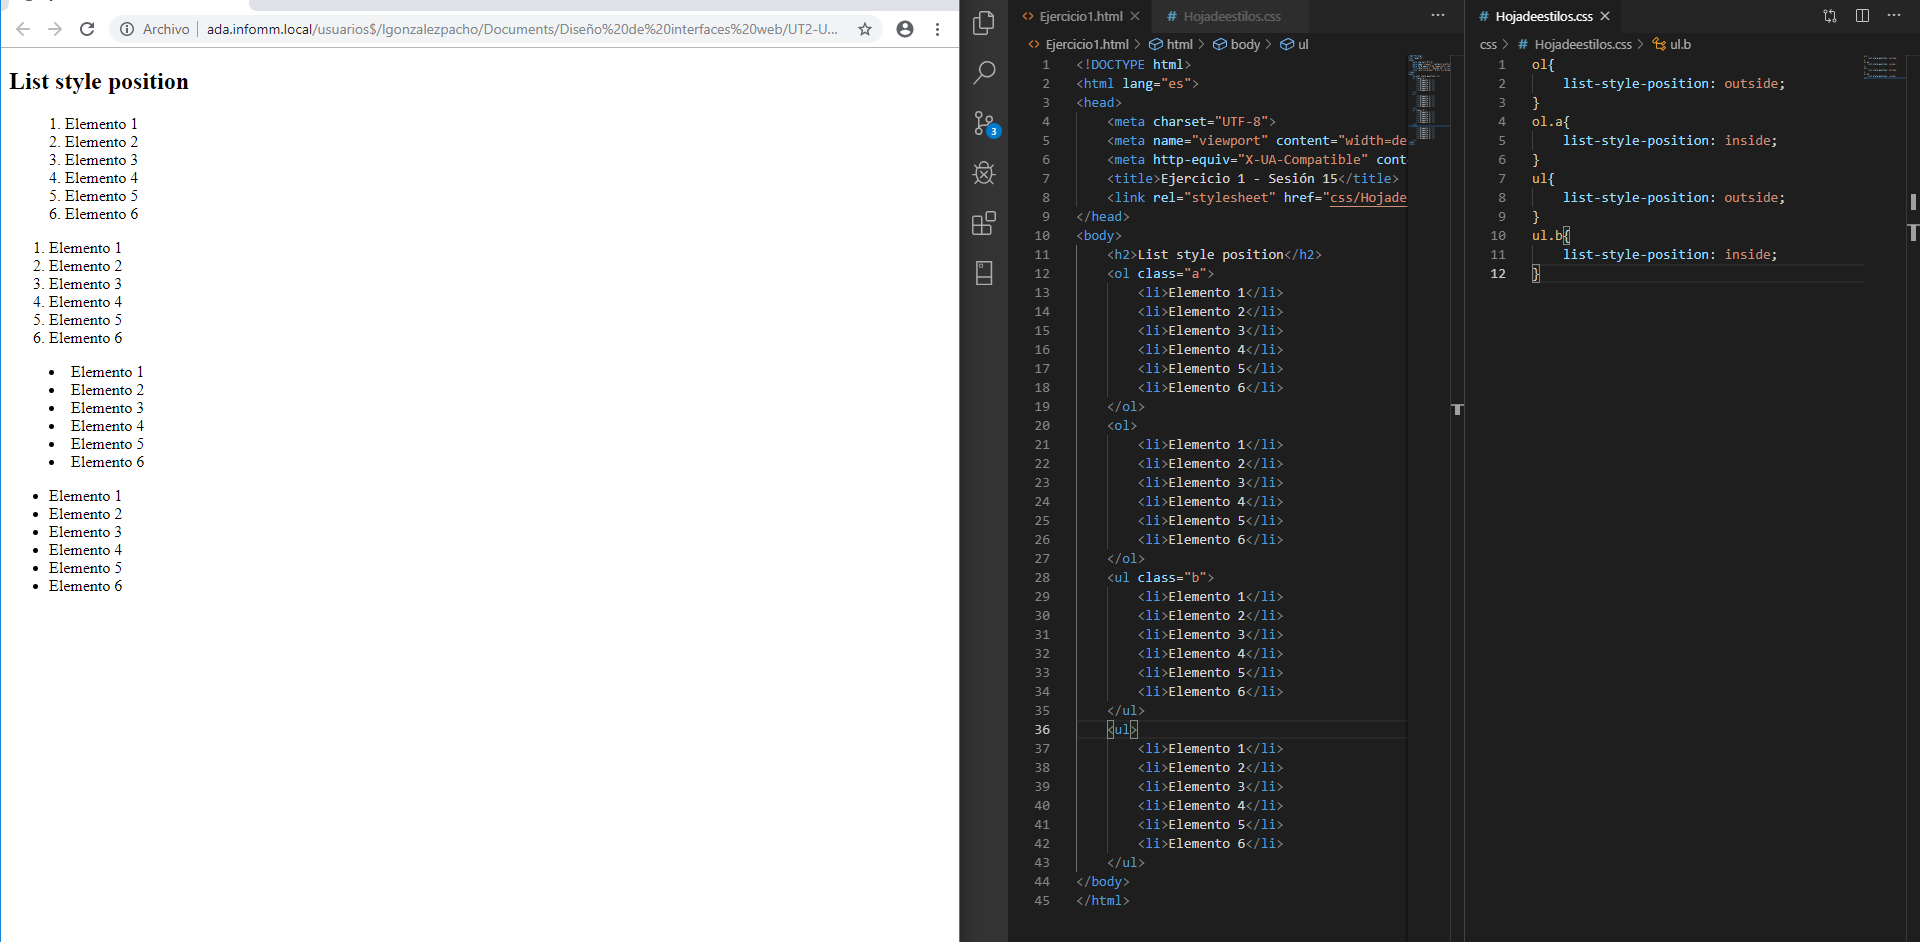 Archivo | ada.infomm.local/usuarios$/lgonzalezpacho/Documents/Diseño%20de%20interfaces%20web/UT2-U...
List style position
1. Elemento 1
2. Elemento 2
3. Elemento 3
4. Elemento 4
5. Elemento 5
6. Elemento 6
1. Elemento 1
2. Elemento 2
3. Elemento 3
4. Elemento 4
5. Elemento 5
6. Elemento 6
• Elemento 1
• Elemento 2
• Elemento 3
• Elemento 4
• Elemento 5
• Elemento 6
• Elemento 1
• Elemento 2
• Elemento 3
• Elemento 4
• Elemento 5
• Elemento 6
3
Ejercicio1.html
# Hojadeestilos.css
Ejercicio1.html > html > body > ul
1 <!DOCTYPE html>
2 <html lang="es">
3 <head>
4 <meta charset="UTF-8">
5 <meta name="viewport" content="width=de
6 <meta http-equiv="X-UA-Compatible" cont
7 <title>Ejercicio 1 - Sesión 15</title>
8 <link rel="stylesheet" href="css/Hojade
9 </head>
10 <body>
11 <h2>List style position</h2>
12 <ol class="a">
13 <li>Elemento 1</li>
14 <li>Elemento 2</li>
15 <li>Elemento 3</li>
16 <li>Elemento 4</li>
17 <li>Elemento 5</li>
18 <li>Elemento 6</li>
19 </ol>
20 <ol>
21 <li>Elemento 1</li>
22 <li>Elemento 2</li>
23 <li>Elemento 3</li>
24 <li>Elemento 4</li>
25 <li>Elemento 5</li>
26 <li>Elemento 6</li>
27 </ol>
28 <ul class="b">
29 <li>Elemento 1</li>
30 <li>Elemento 2</li>
31 <li>Elemento 3</li>
32 <li>Elemento 4</li>
33 <li>Elemento 5</li>
34 <li>Elemento 6</li>
35 </ul>
36 <ul>
37 <li>Elemento 1</li>
38 <li>Elemento 2</li>
39 <li>Elemento 3</li>
40 <li>Elemento 4</li>
41 <li>Elemento 5</li>
42 <li>Elemento 6</li>
43 </ul>
44 </body>
45 </html>
# Hojadeestilos.css
css > # Hojadeestilos.css > ul.b
1 ol{
2 list-style-position: outside;
3 }
4 ol.a{
5 list-style-position: inside;
6 }
7 ul{
8 list-style-position: outside;
9 }
10 ul.b{
11 list-style-position: inside;
12 }